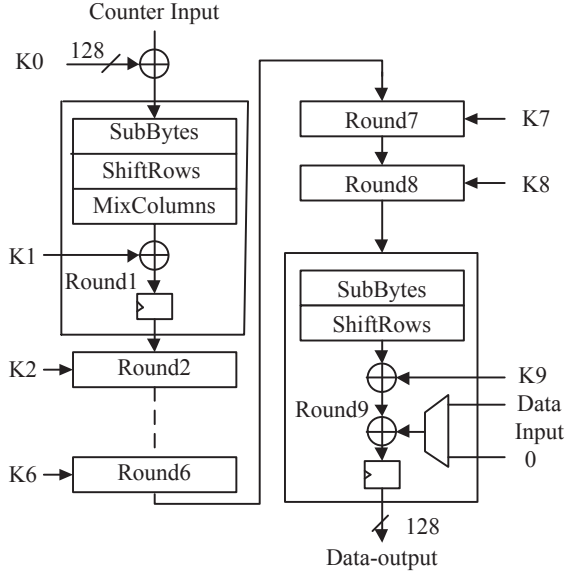 Counter Input
K0
128
SubBytes
ShiftRows
MixColumns
K1
Round1
K2
Round2
K6
Round6
Round7
K7
Round8
K8
SubBytes
ShiftRows
K9
Round9
Data
Input
0
128
Data-output